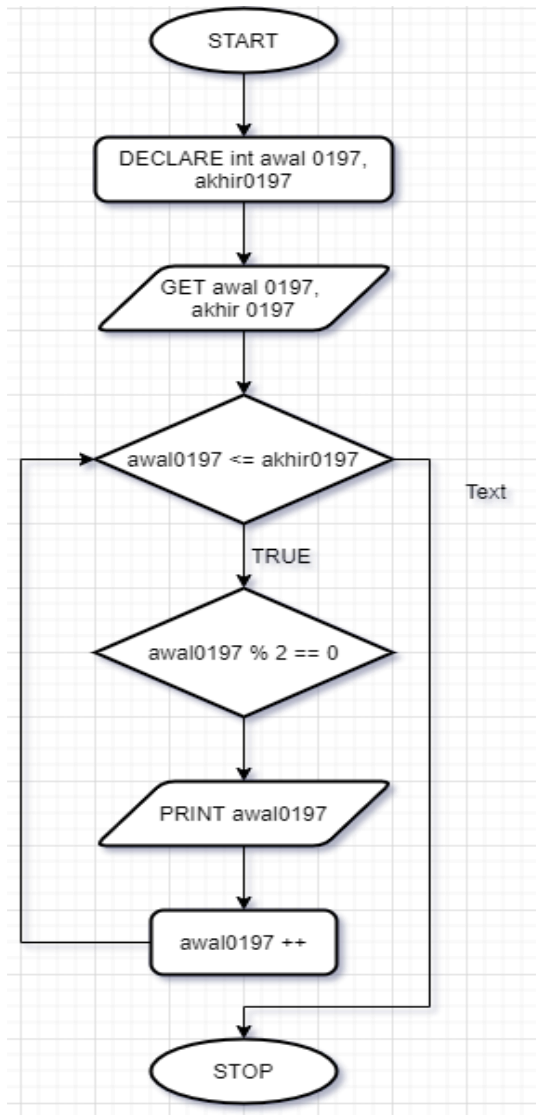 START
DECLARE int awal 0197,
akhir0197
GET awal 0197,
akhir 0197
awal0197 <= akhir0197
Text
TRUE
awal0197 % 2 == 0
PRINT awal0197
awal0197 ++
STOP